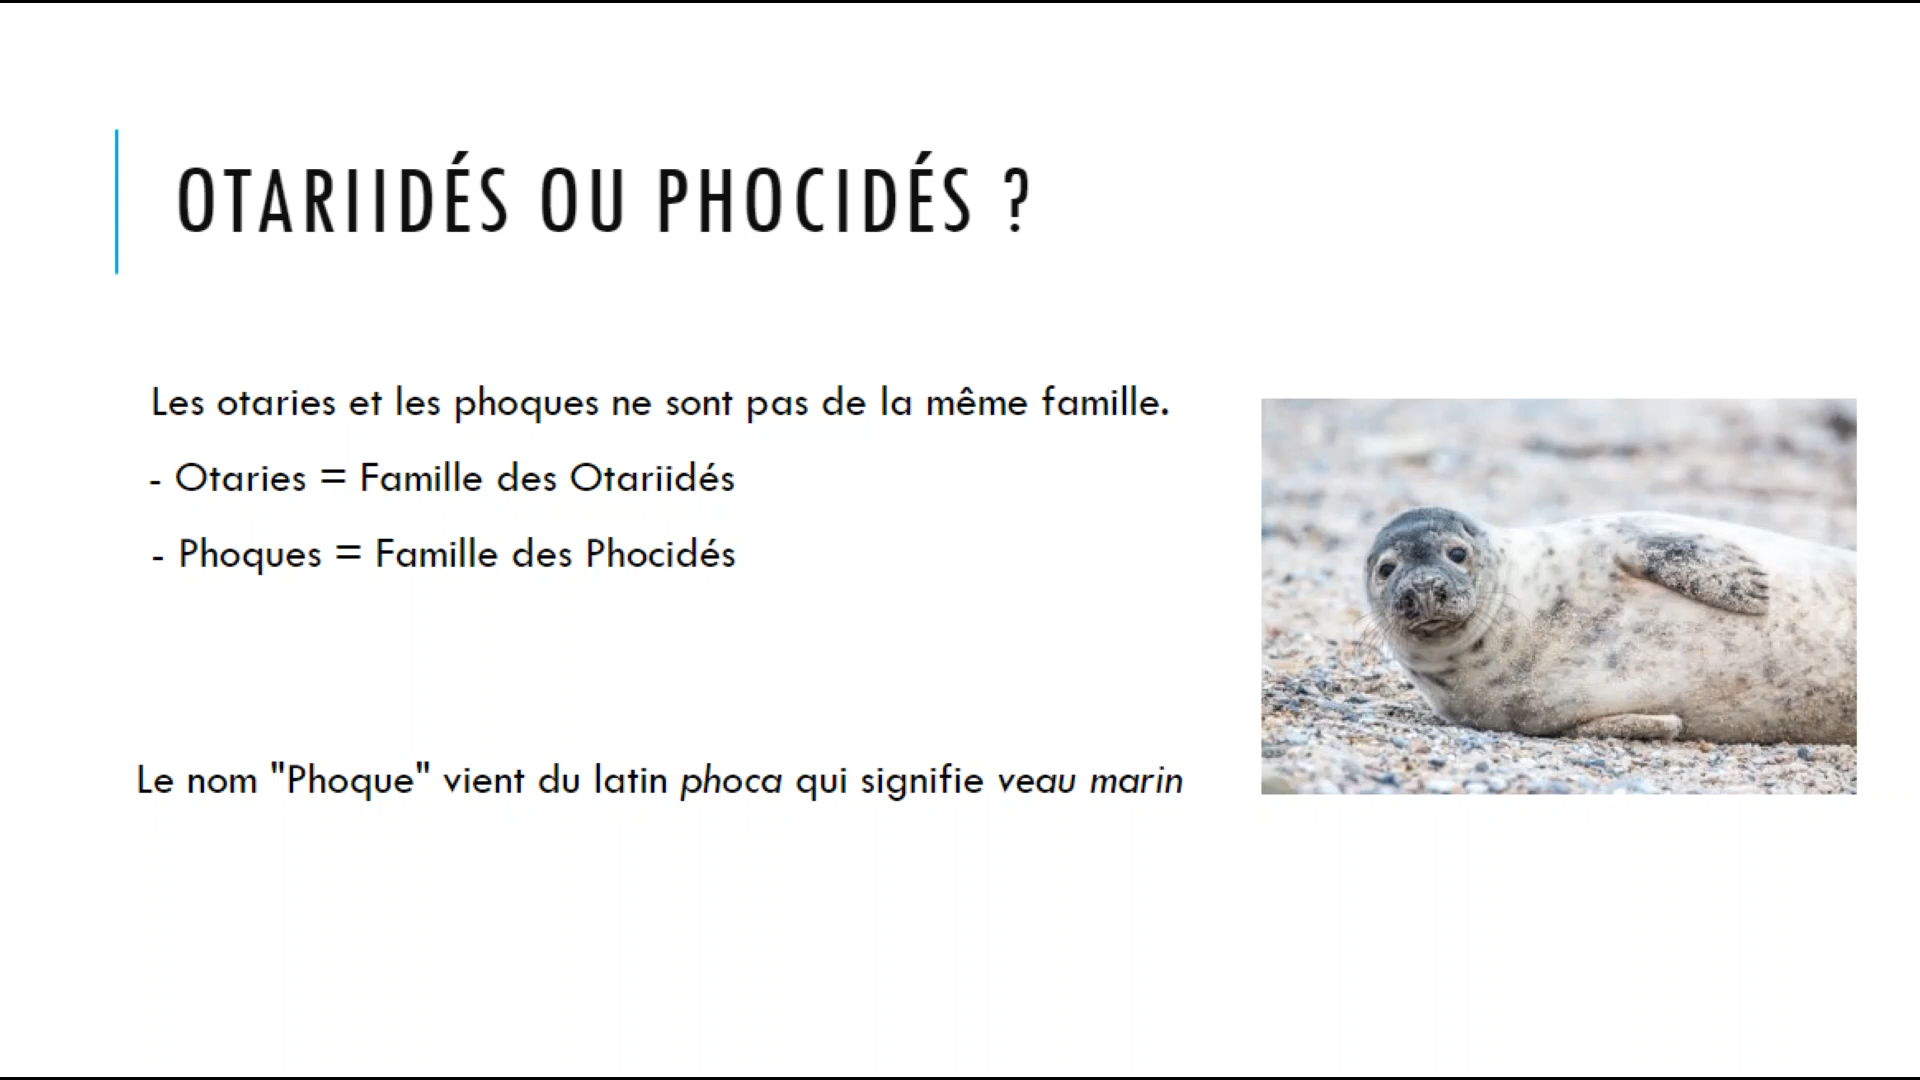 OTARIIDÉS OU PHOCIDÉS ?
Les otaries et les phoques ne sont pas de la même famille.
- Otaries = Famille des Otariidés
- Phoques = Famille des Phocidés
Le nom "Phoque" vient du latin phoca qui signifie veau marin